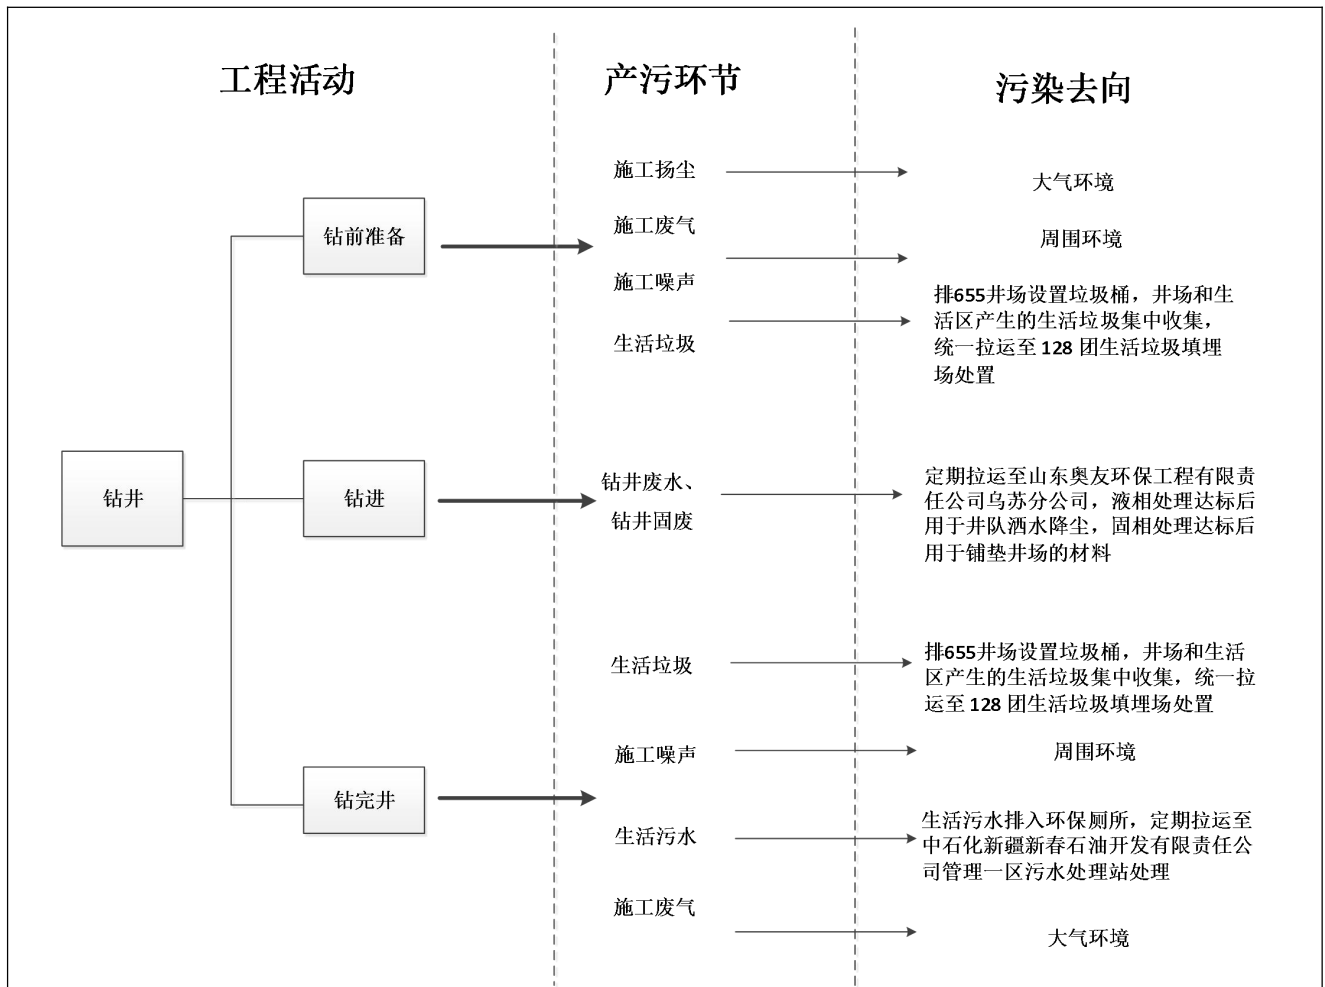 工程活动
产污环节
污染去向
施工扬尘
大气环境
钻前准备
施工废气
周围环境
施工噪声
排655井场设置垃圾桶，井场和生
活区产生的生活垃圾集中收集，
统一拉运至 128 团生活垃圾填埋
场处置
生活垃圾
钻井
钻进
钻井废水、
钻井固废
定期拉运至山东奥友环保工程有限责
任公司乌苏分公司，液相处理达标后
用于井队洒水降尘，固相处理达标后
用于铺垫井场的材料
生活垃圾
排655井场设置垃圾桶，井场和生活
区产生的生活垃圾集中收集，统一拉
运至 128 团生活垃圾填埋场处置
施工噪声
周围环境
钻完井
生活污水
生活污水排入环保厕所，定期拉运至
中石化新疆新春石油开发有限责任公
司管理一区污水处理站处理
施工废气
大气环境